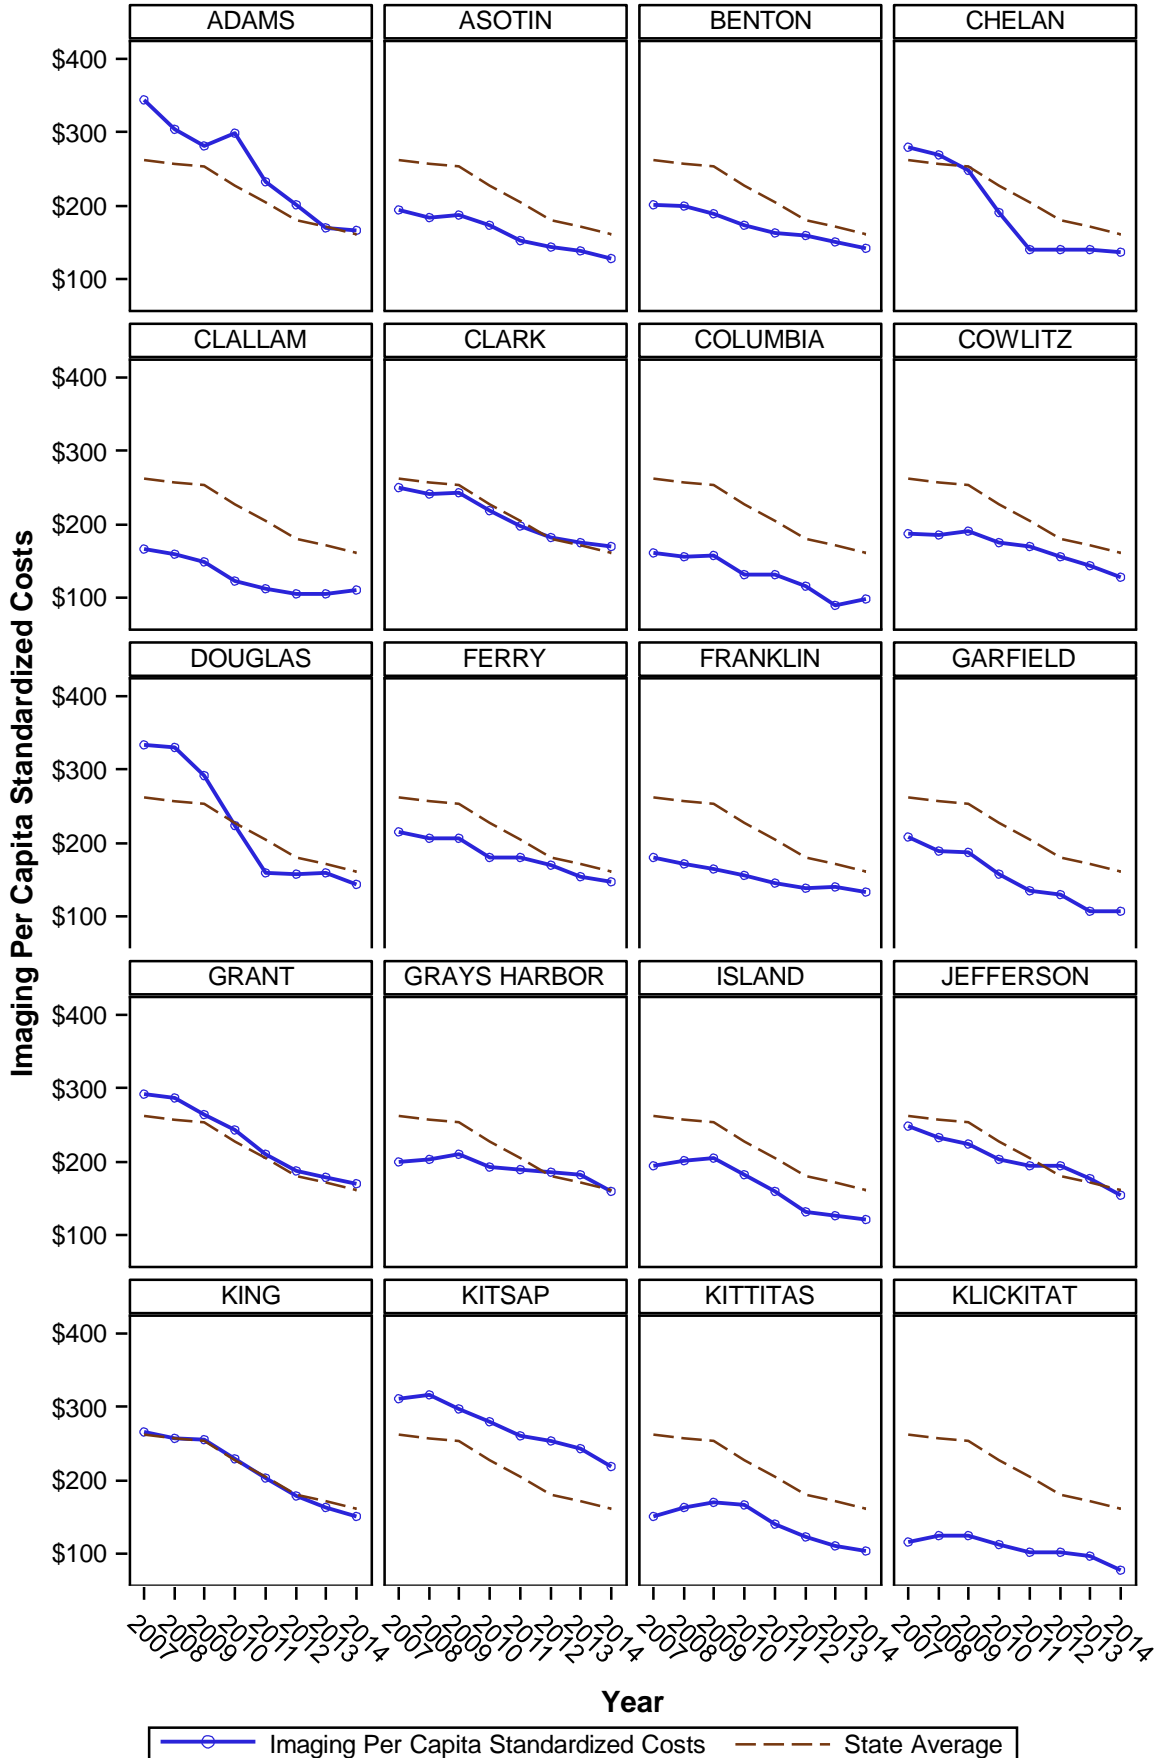 ADAMS ASOTIN BENTON CHELAN
$400
$300
$200
$100
CLALLAM CLARK COLUMBIA COWLITZ
$400
$300
$200
$100
DOUGLAS FERRY FRANKLIN GARFIELD
$400
$300
$200
$100
GRANT GRAYS HARBOR ISLAND JEFFERSON
$400
$300
$200
$100
KING KITSAP KITTITAS KLICKITAT
$400
$300
$200
$100
Imaging Per Capita Standardized Costs
2007 2008 2009 2010 2011 2012 2013 2014 2007 2008 2009 2010 2011 2012 2013 2014 2007 2008 2009 2010 2011 2012 2013 2014 2007 2008 2009 2010 2011 2012 2013 2014
Year
Imaging Per Capita Standardized Costs State Average